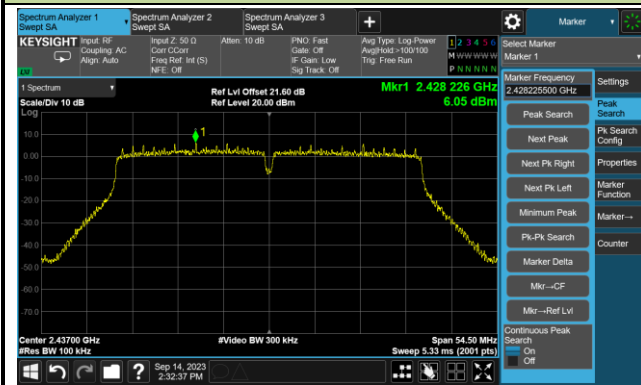 Spectrum Analyzer 1
Swept SA
Spectrum Analyzer 2
Swept SA
Spectrum Analyzer 3
Swept SA
Marker
KEYSIGHT
Input: RF
Coupling: AC
Align: Auto
Input Z: 50 Ω
Corr CCorr
Freq Ref: Int (S)
NFE: Off
Atten: 10 dB
PNO: Fast
Gate: Off
IF Gain: Low
Sig Track: Off
Avg Type: Log-Power
Avg|Hold:>100/100
Trig: Free Run
1 2 3 4 5 6
M W W W W W
P N N N N N
Select Marker
Marker 1
1 Spectrum
Scale/Div 10 dB
Log
Ref Lvl Offset 21.60 dB
Ref Level 20.00 dBm
Mkr1 2.428 226 GHz
6.05 dBm
1
10.0
0.00
-10.0
-20.0
-30.0
-40.0
-50.0
-60.0
-70.0
Center 2.43700 GHz
#Res BW 100 kHz
#Video BW 300 kHz
Span 54.50 MHz
Sweep 5.33 ms (2001 pts)
Marker Frequency
2.428225500 GHz
Peak Search
Next Peak
Next Pk Right
Next Pk Left
Minimum Peak
Pk-Pk Search
Marker Delta
Mkr→CF
Mkr→Ref Lvl
Continuous Peak
Search
On
Off
Settings
Peak
Search
Pk Search
Config
Properties
Marker
Function
Marker→
Counter
Sep 14, 2023
2:32:37 PM